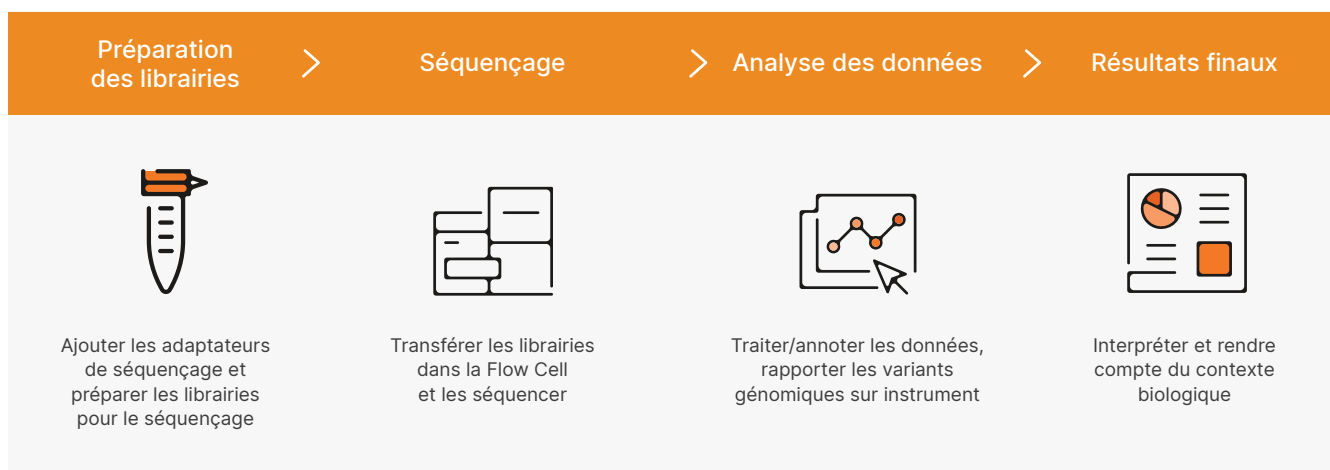 Préparation
des librairies
Séquençage
Analyse des données
Résultats finaux
Ajouter les adaptateurs
de séquençage et
préparer les librairies
pour le séquençage
Transférer les librairies
dans la Flow Cell
et les séquencer
Traiter/annoter les données,
rapporter les variants
génomiques sur instrument
Interpréter et rendre
compte du contexte
biologique